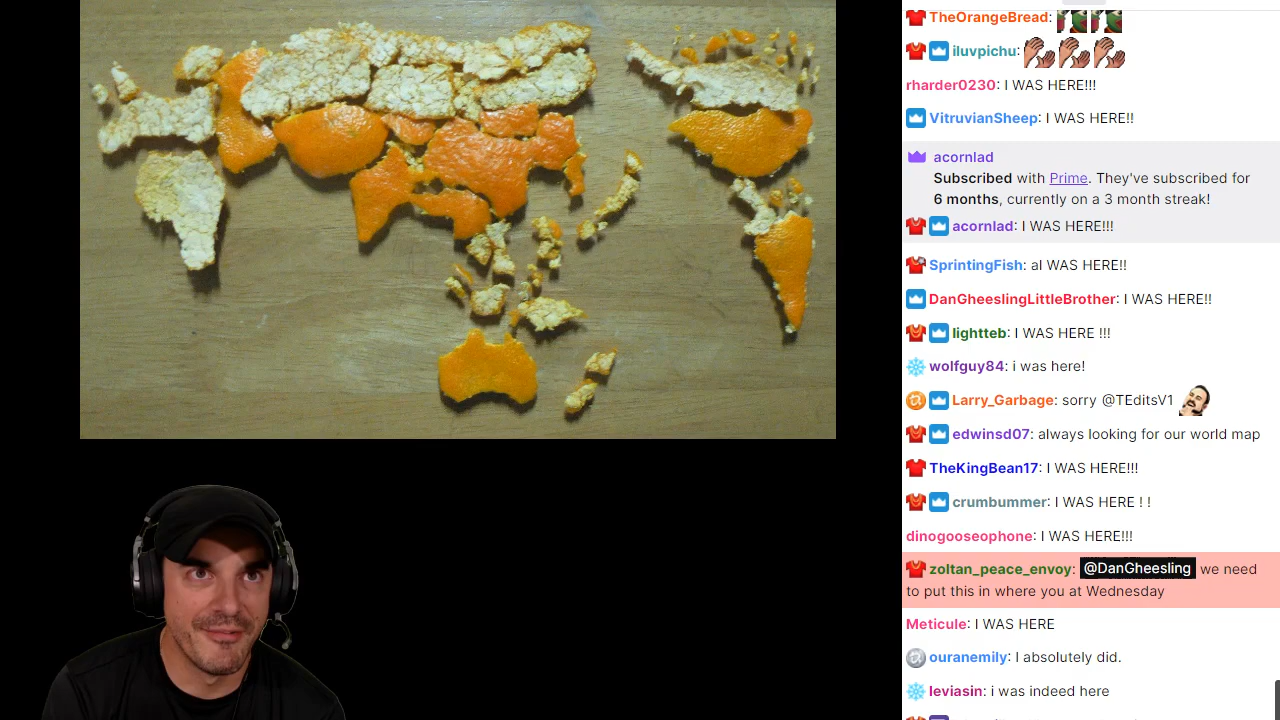 TheOrangeBread:
iluvpichu:
rharder0230: I WAS HERE!!!
VitruvianSheep: I WAS HERE!!
acornlad
Subscribed with Prime. They've subscribed for
6 months, currently on a 3 month streak!
acornlad: I WAS HERE!!!
SprintingFish: al WAS HERE!!
DanGheeslingLittleBrother: I WAS HERE!!
lightteb: I WAS HERE !!!
wolfguy84: i was here!
Larry_Garbage: sorry @TEditsV1
edwinsd07: always looking for our world map
TheKingBean17: I WAS HERE!!!
crumbummer: I WAS HERE ! !
dinogooseophone: I WAS HERE!!!
zoltan_peace_envoy: @DanGheesling we need
to put this in where you at Wednesday
Meticule: I WAS HERE
ouranemily: I absolutely did.
leviasin: i was indeed here